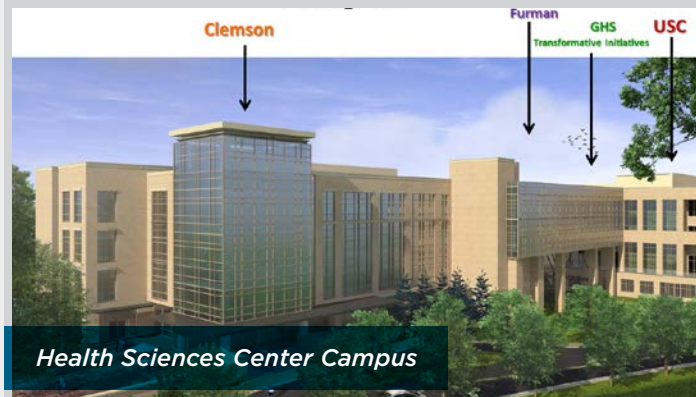 Clemson
Furman
GHS
Transformative Initiatives
USC
Health Sciences Center Campus